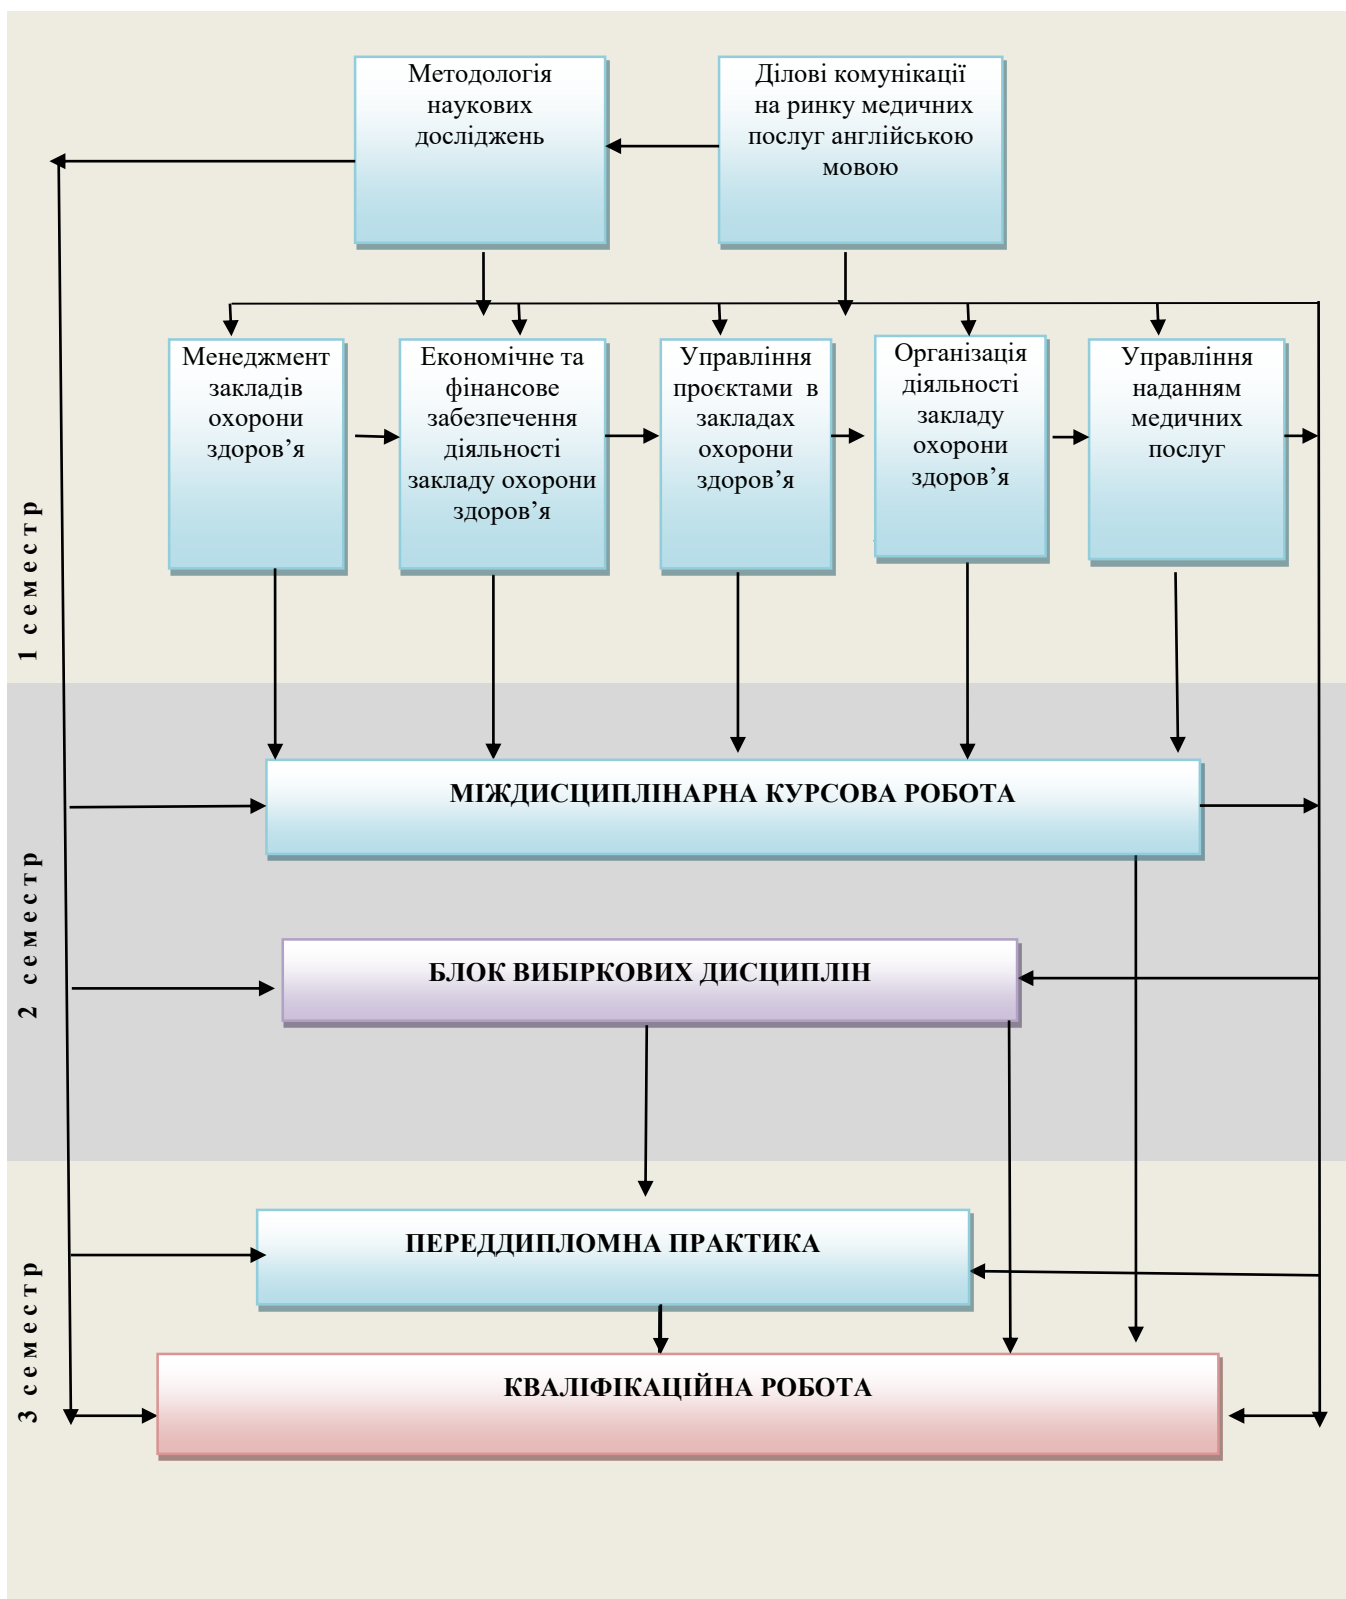 Методологія
наукових
досліджень
Ділові комунікації
на ринку медичних
послуг англійською
мовою
Менеджмент
закладів
охорони
здоров’я
Економічне та
фінансове
забезпечення
діяльності
закладу охорони
здоров’я
Управління
проєктами в
закладах
охорони
здоров’я
Організація
діяльності
закладу
охорони
здоров’я
Управління
наданням
медичних
послуг
1 семестр
МІЖДИСЦИПЛІНАРНА КУРСОВА РОБОТА
2 семестр
БЛОК ВИБІРКОВИХ ДИСЦИПЛІН
ПЕРЕДДИПЛОМНА ПРАКТИКА
3 семестр
КВАЛІФІКАЦІЙНА РОБОТА